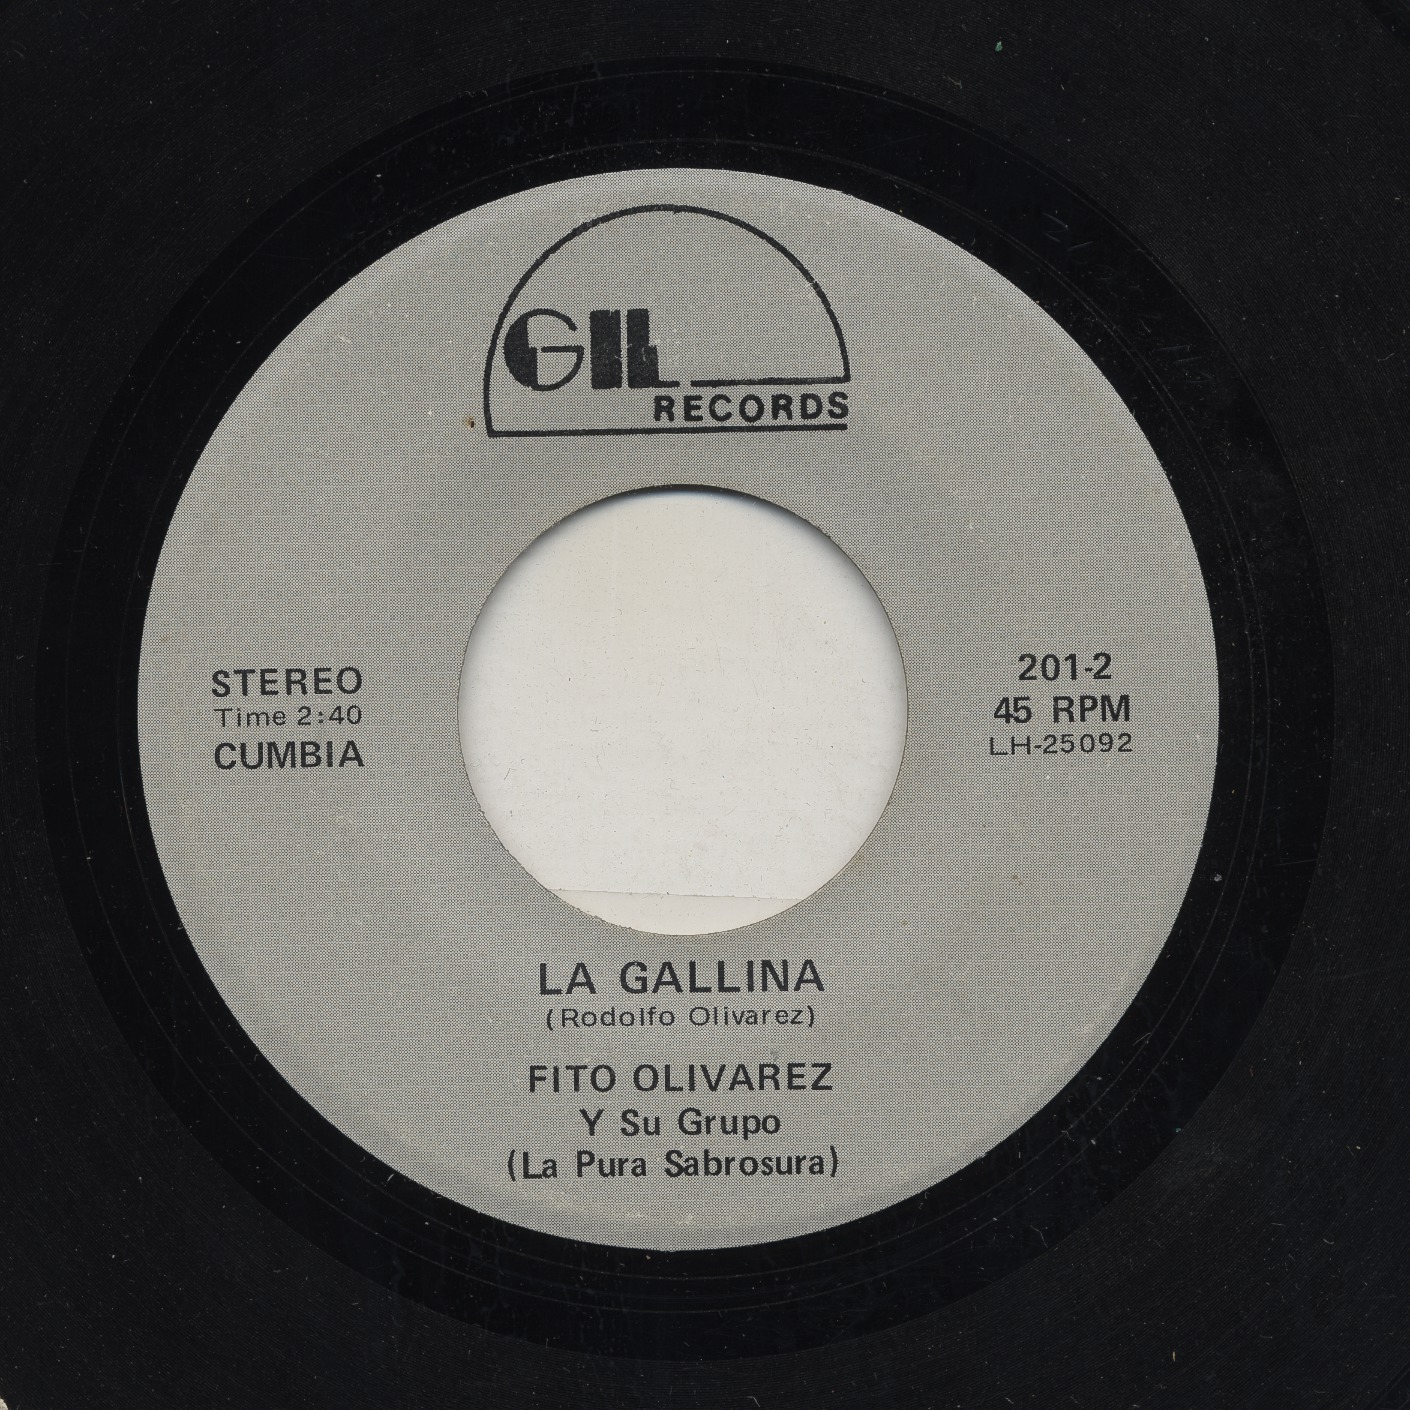 GIL
RECORDS
STEREO
Time 2:40
CUMBIA
201-2
45 RPM
LH-25092
LA GALLINA
(Rodolfo Olivarez)
FITO OLIVAREZ
Y Su Grupo
(La Pura Sabrosura)